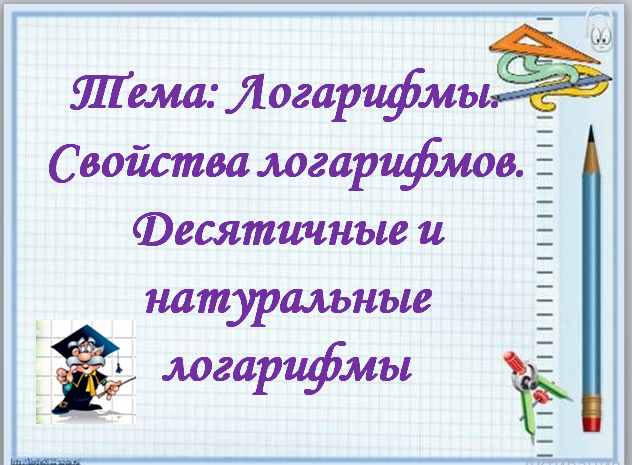 Тема: Логарифмы.
Свойства логарифмов.
Десятичные и
натуральные
логарифмы